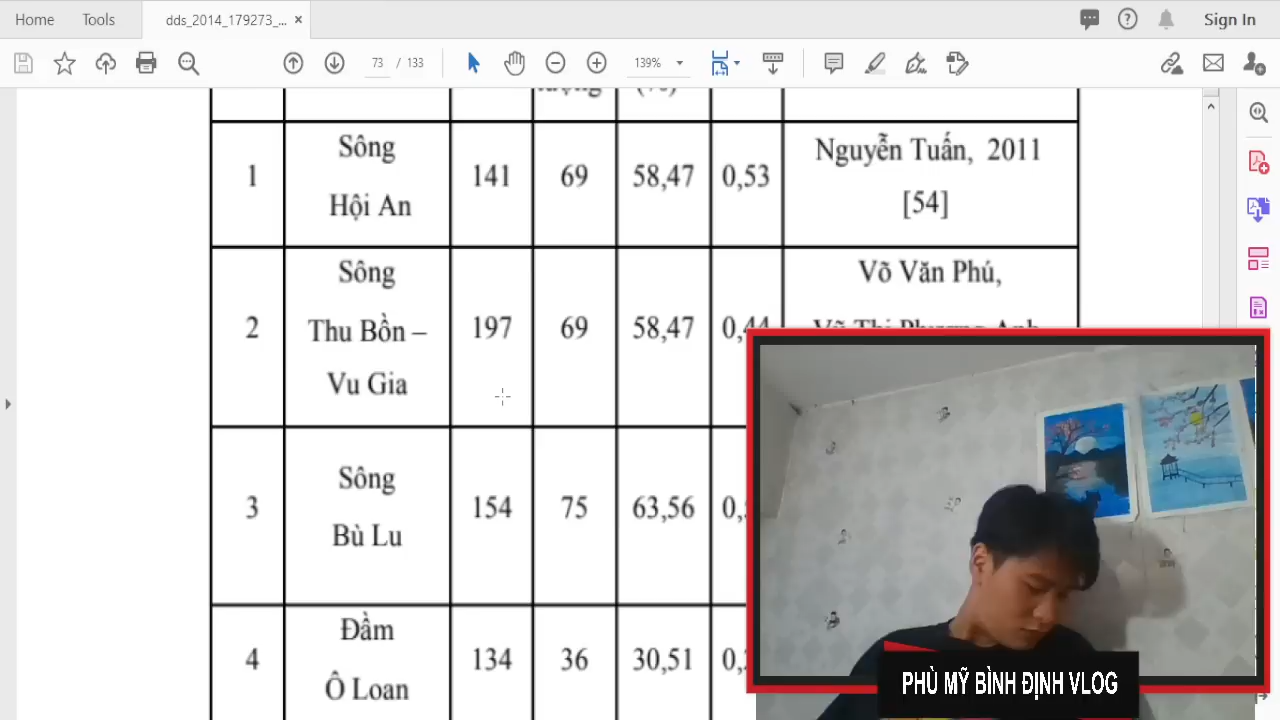 Home Tools dds_2014_179273_... × Sign In
73 / 133 139%
1 Sông Hội An 141 69 58,47 0,53 Nguyễn Tuấn, 2011 [54]
2 Sông Thu Bồn – Vu Gia 197 69 58,47 0,44 Võ Văn Phú,
3 Sông Bù Lu 154 75 63,56
4 Đầm Ô Loan 134 36 30,51
PHÙ MỸ BÌNH ĐỊNH VLOG